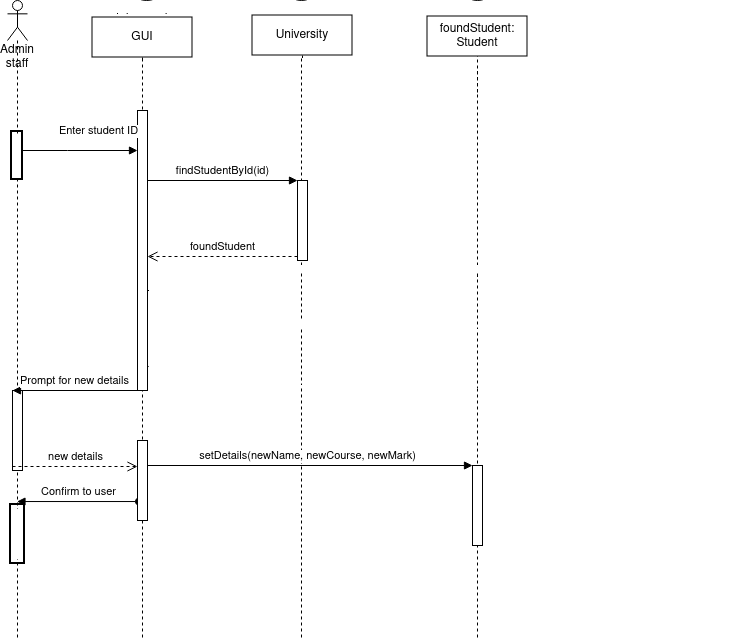 Admin
staff
GUI
University
foundStudent:
Student
Enter student ID
findStudentById(id)
foundStudent
Prompt for new details
new details
setDetails(newName, newCourse, newMark)
Confirm to user